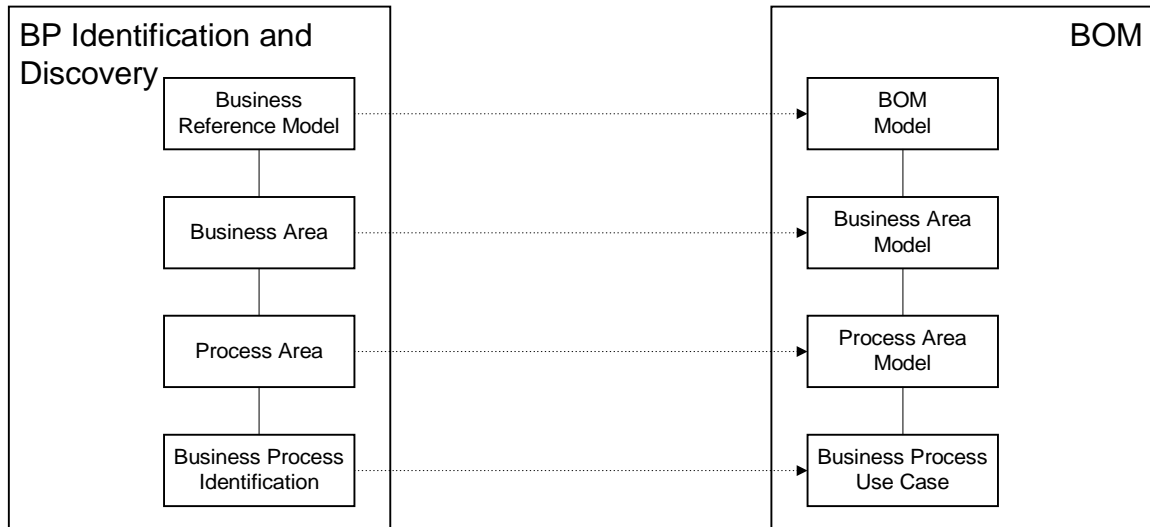 BP Identification and
Discovery
BOM
Business
Reference Model
BOM
Model
Business Area
Business Area
Model
Process Area
Process Area
Model
Business Process
Identification
Business Process
Use Case